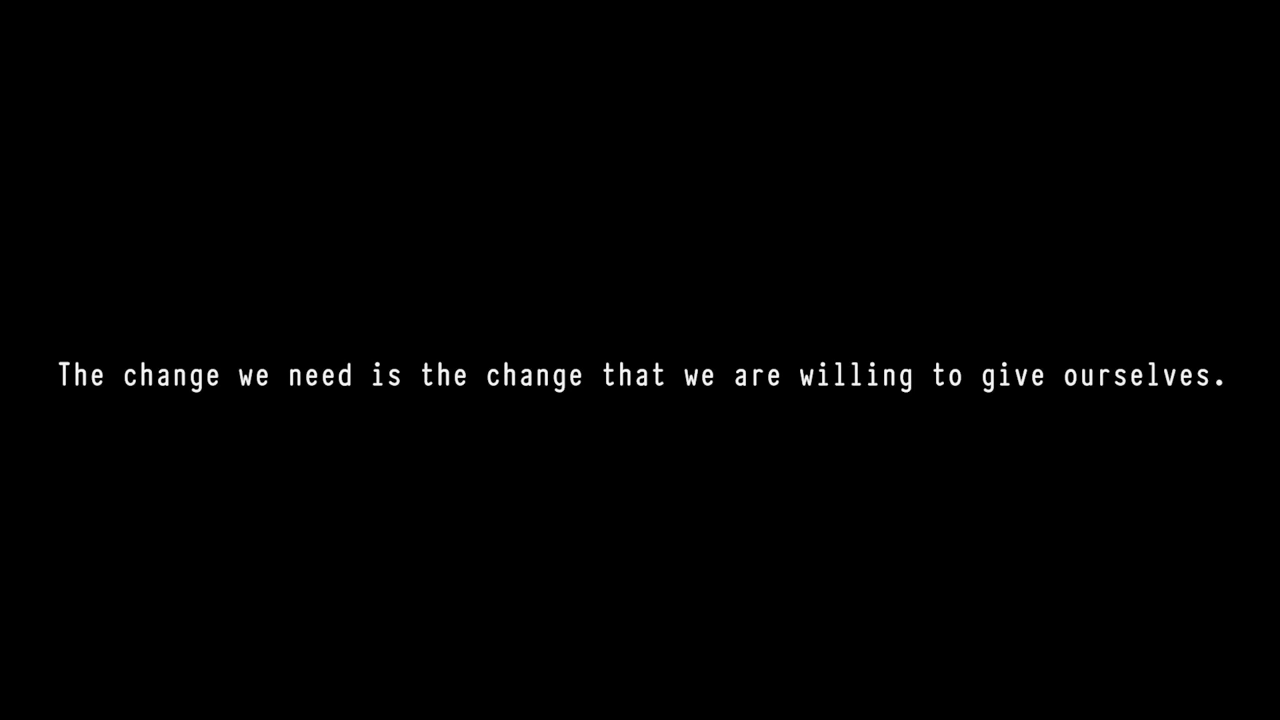 The change we need is the change that we are willing to give ourselves.